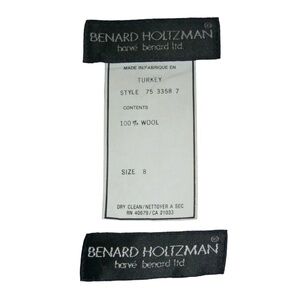 BENARD HOLTZMAN®
harvé benard ltd.
MADE IN/FABRIQUE EN
TURKEY
STYLE 75 3358 7
CONTENTS
100 % WOOL
SIZE 8
DRY CLEAN/NETTOYER A SEC
RN 40679/CA 21033
BENARD HOLTZMAN®
harvé benard ltd.